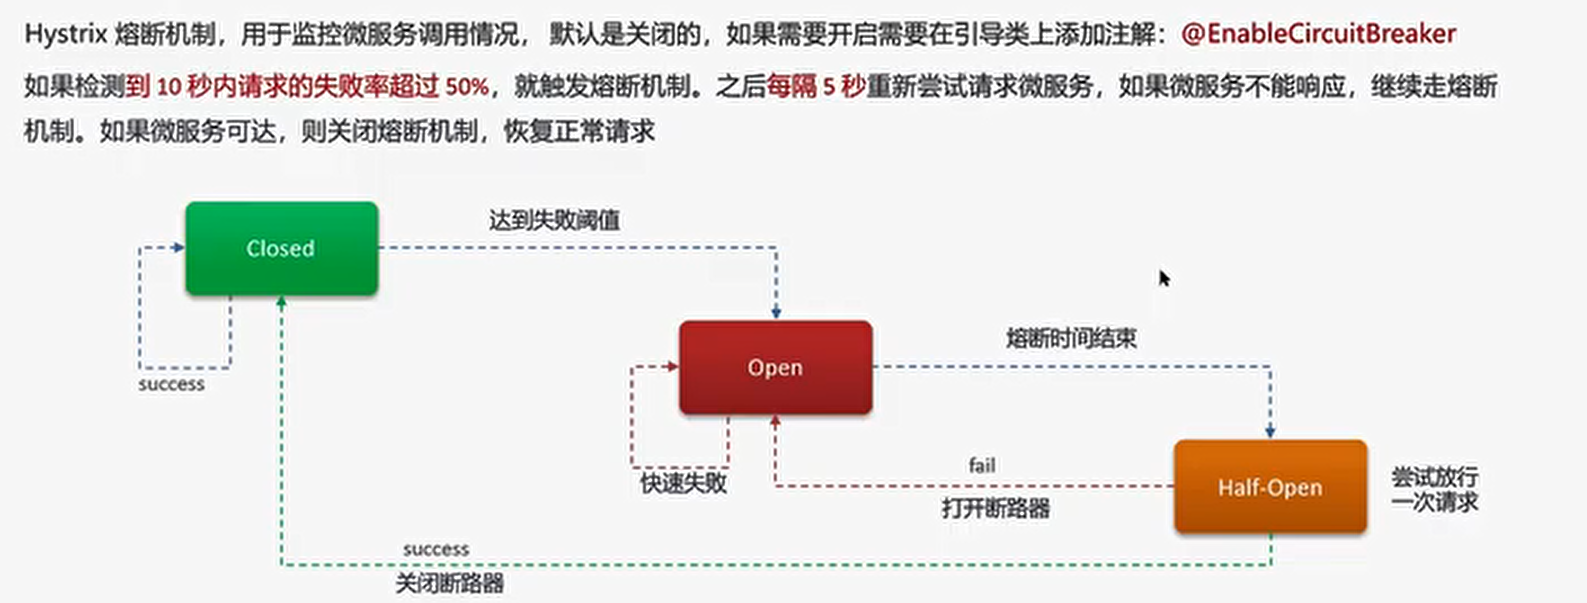 Hystrix 熔断机制，用于监控微服务调用情况， 默认是关闭的，如果需要开启需要在引导类上添加注解：@EnableCircuitBreaker
如果检测到 10 秒内请求的失败率超过 50%，就触发熔断机制。之后每隔 5 秒重新尝试请求微服务，如果微服务不能响应，继续走熔断
机制。如果微服务可达，则关闭熔断机制，恢复正常请求
达到失败阈值
Closed
success
熔断时间结束
Open
快速失败
fail
打开断路器
Half-Open
尝试放行
一次请求
success
关闭断路器